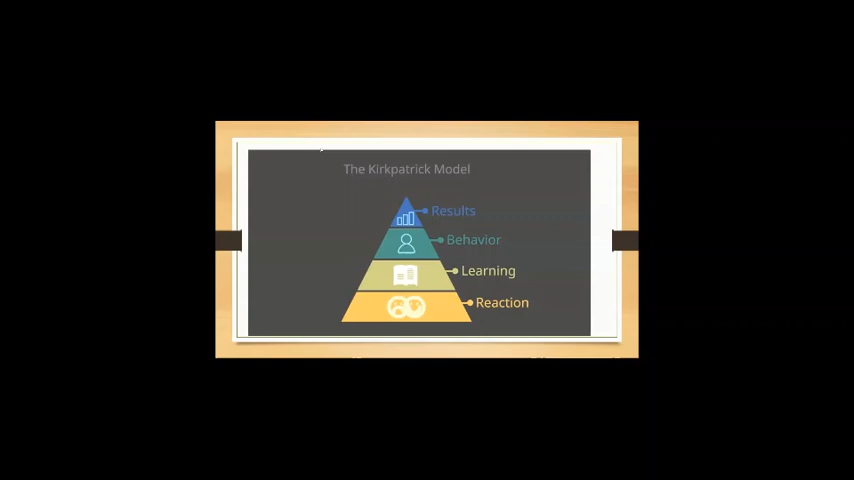 The Kirkpatrick Model
Results
Behavior
Learning
Reaction